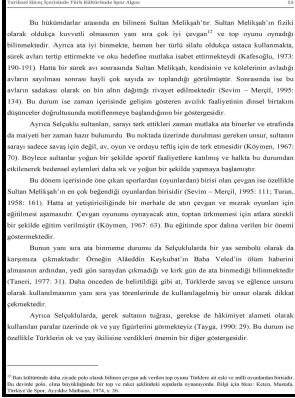 Tarihsel Süreç İçerisinde Türk Kültüründe Spor Algısı
Bu hükümdarlar arasında en bilineni Sultan Melikşah'tır. Sultan Melikşah'ın fiziki
olarak oldukça kuvvetli olmasının yanı sıra çok iyi çevgan ve top oyunu oynadığı
bilinmektedir. Ayrıca ata iyi binmekte, hemen her türlü silahı oldukça ustaca kullanmakta,
sürek avları tertip ettirmekte ve oku hedefine mutlaka isabet ettirmekteydi (Kafesoğlu, 1973:
190-191). Hatta bir sürek avı sonrasında Sultan Melikşah, kendisinin ve kölelerinin avladığı
avların sayılması sonrası hayli çok sayıda av toplandığı görülmüştür. Sonrasında ise bu
avların sadakası olarak on bin altın dağıttığı rivayet edilmektedir (Sevim – Merçil, 1995:
134). Bu durum ise zaman içerisinde gelişim gösteren avcılık faaliyetinin dinsel birtakım
düşünceler doğrultusunda motiflenmeye başlandığının bir göstergesidir.
Ayrıca Selçuklu sultanları, sarayı terk ettikleri zaman mutlaka ata binerler ve etrafında
da maiyeti her zaman hazır bulunurdu. Bu noktada üzerinde durulması gereken unsur, sultanın
sarayı sadece savaş için değil, av, oyun ve orduyu teftiş için de terk etmesidir (Köymen, 1967:
70). Böylece sultanlar yoğun bir şekilde sportif faaliyetlere katılmış ve halkta bu durumdan
etkilenerek bedensel eylemleri daha sık ve yoğun bir şekilde yapmaya başlamıştır.
Bu dönem içerisinde öne çıkan sporlardan (oyunlardan) birisi olan çevgan ise özellikle
Sultan Melikşah'ın en çok beğendiği oyunlardan birisidir (Sevim – Merçil, 1995: 111; Turan,
1958: 161). Hatta at yetiştiriciliğinde bir merhale de atın çevgan ve mızrak oyunları için
eğitilmesi aşamasıdır. Çevgan oyununu oynayacak atın, toptan ürkmemesi için atlara sürekli
bir şekilde eğitim verilmiştir (Köymen, 1967: 63). Bu eğitimde spor dalına verilen bir önemi
göstermektedir.
Bunun yanı sıra ata binmeme durumu da Selçuklularda bir yas sembolü olarak da
karşımıza çıkmaktadır. Örneğin Alâeddin Keykubat'ın Baba Veled'in ölüm haberini
almasının ardından, yedi gün saraydan çıkmadığı ve kırk gün de ata binmediği bilinmektedir
(Taneri, 1977: 31). Daha önceden de belirtildiği gibi at, Türklerde savaş ve eğlence unsuru
olarak kullanılmasının yanı sıra yas törenlerinde de kullanılagelmiş bir unsur olarak dikkat
çekmektedir.
Ayrıca Selçuklularda, gerek sultanın tuğrası, gerekse de hâkimiyet alameti olarak
kullanılan paralar üzerinde ok ve yay figürlerini görmekteyiz (Tayga, 1990: 29). Bu durum ise
özellikle Türklerin ok ve yay ikilisine verdikleri önemin bir diğer göstergesidir.